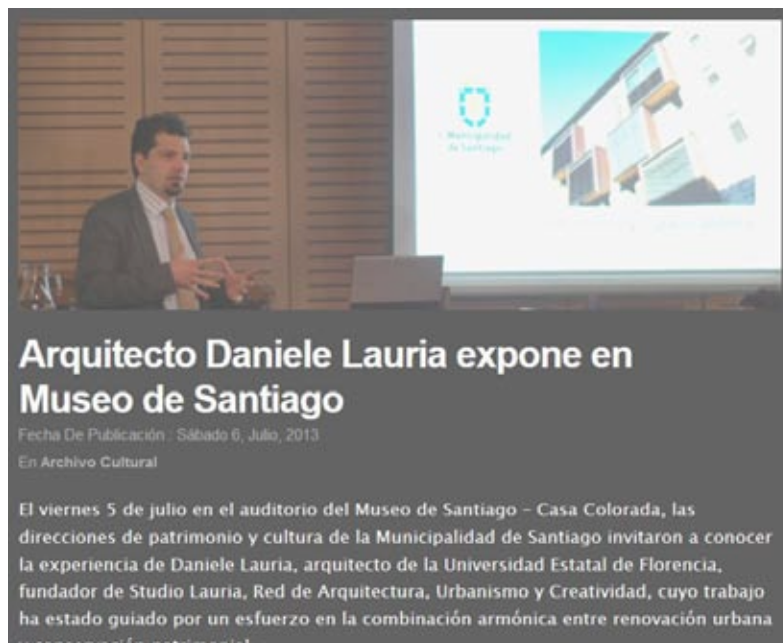 Municipalidad
de Santiago
Arquitecto Daniele Lauria expone en
Museo de Santiago
Fecha De Publicación : Sábado 6, Julio, 2013
En Archivo Cultural
El viernes 5 de julio en el auditorio del Museo de Santiago – Casa Colorada, las
direcciones de patrimonio y cultura de la Municipalidad de Santiago invitaron a conocer
la experiencia de Daniele Lauria, arquitecto de la Universidad Estatal de Florencia,
fundador de Studio Lauria, Red de Arquitectura, Urbanismo y Creatividad, cuyo trabajo
ha estado guiado por un esfuerzo en la combinación armónica entre renovación urbana